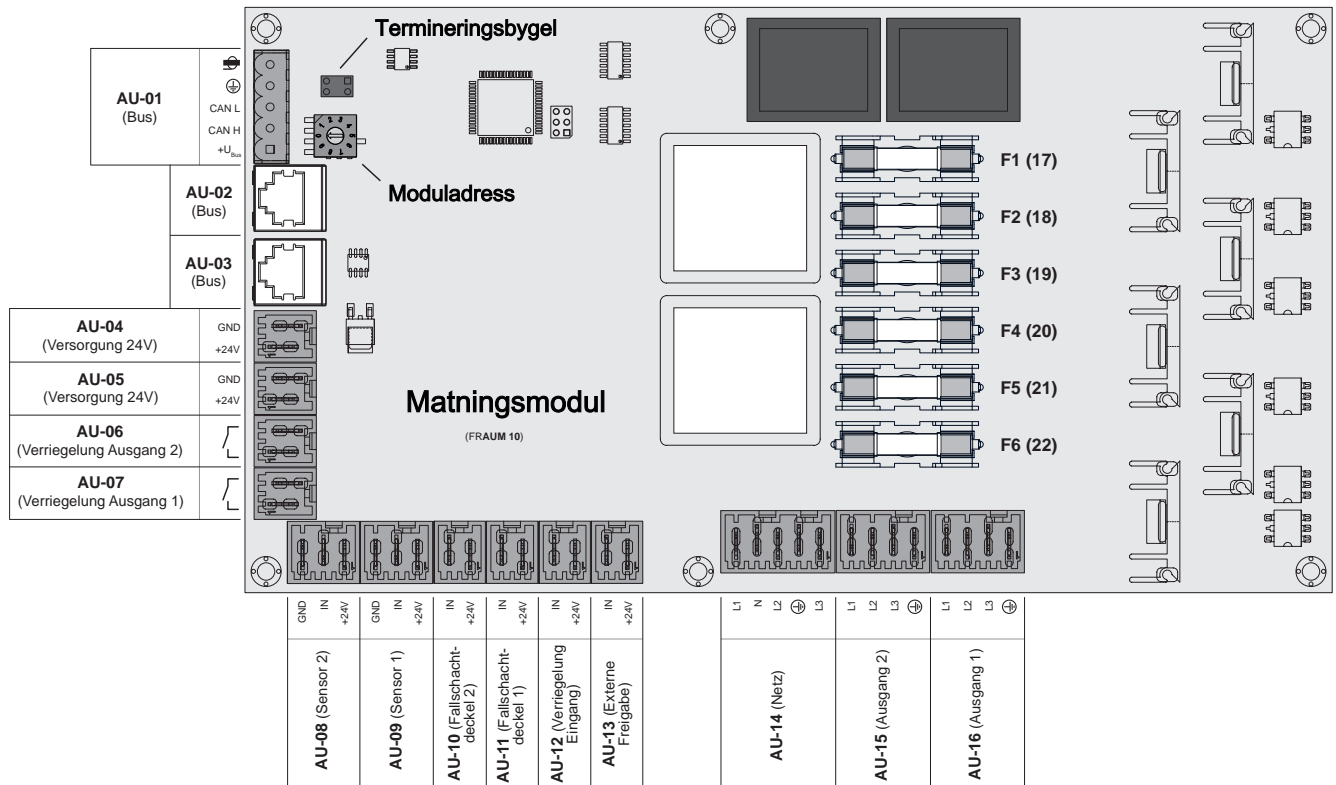 Termineringsbygel
AU-01
(Bus)
CAN L
CAN H
+UBus
Moduladress
AU-02
(Bus)
AU-03
(Bus)
AU-04
(Versorgung 24V)
GND
+24V
AU-05
(Versorgung 24V)
GND
+24V
AU-06
(Verriegelung Ausgang 2)
AU-07
(Verriegelung Ausgang 1)
Matningsmodul
(FRAUM 10)
F1 (17)
F2 (18)
F3 (19)
F4 (20)
F5 (21)
F6 (22)
GND
IN
+24V
GND
IN
+24V
IN
+24V
IN
+24V
IN
+24V
IN
+24V
L1
N
L2
L3
L1
L2
L3
L1
L2
L3
AU-08 (Sensor 2)
AU-09 (Sensor 1)
AU-10 (Fallschacht-
deckel 2)
AU-11 (Fallschacht-
deckel 1)
AU-12 (Verriegelung
Eingang)
AU-13 (Externe
Freigabe)
AU-14 (Netz)
AU-15 (Ausgang 2)
AU-16 (Ausgang 1)